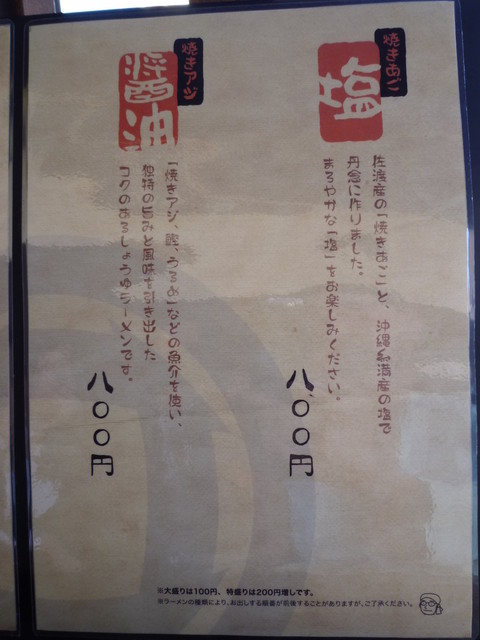 焼きあご
塩
佐渡産の「焼きあご」と、沖縄糸満産の塩で
丹念に作りました。
まろやかな「塩」をお楽しみください。
八〇〇円
焼きアジ
醤油
「焼きアジ、鰹、うるめ」などの魚介を使い、
独特の旨みと風味を引き出した
コクのあるしょうゆラーメンです。
八〇〇円
※大盛りは100円、特盛りは200円増しです。
※ラーメンの種類により、お出しする順番が前後することがありますが、ご了承ください。